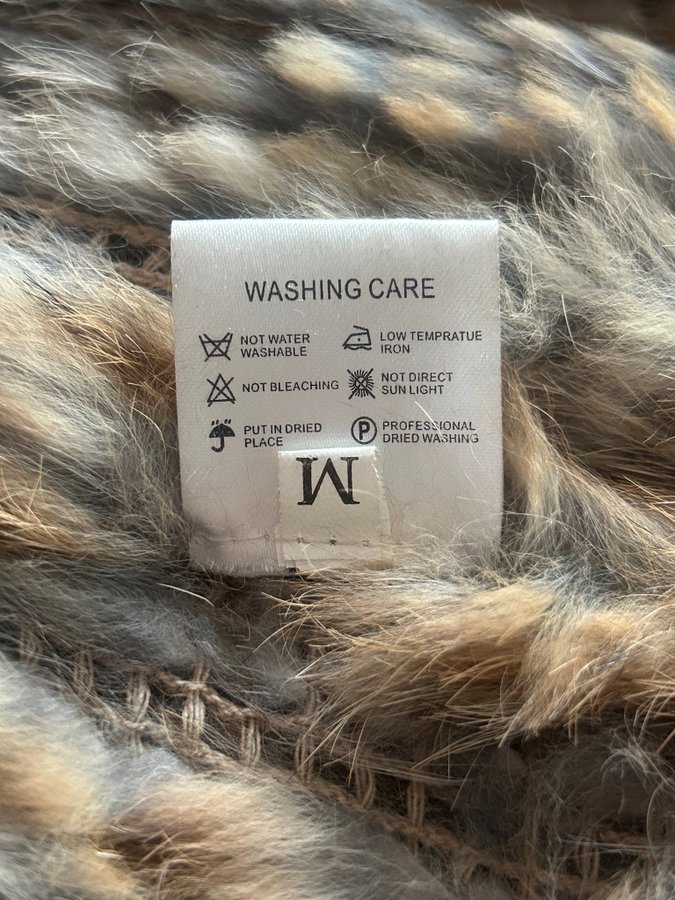 WASHING CARE
NOT WATER
WASHABLE
LOW TEMPRATUE
IRON
NOT BLEACHING
NOT DIRECT
SUN LIGHT
PUT IN DRIED
PLACE
P
PROFESSIONAL
DRIED WASHING
M